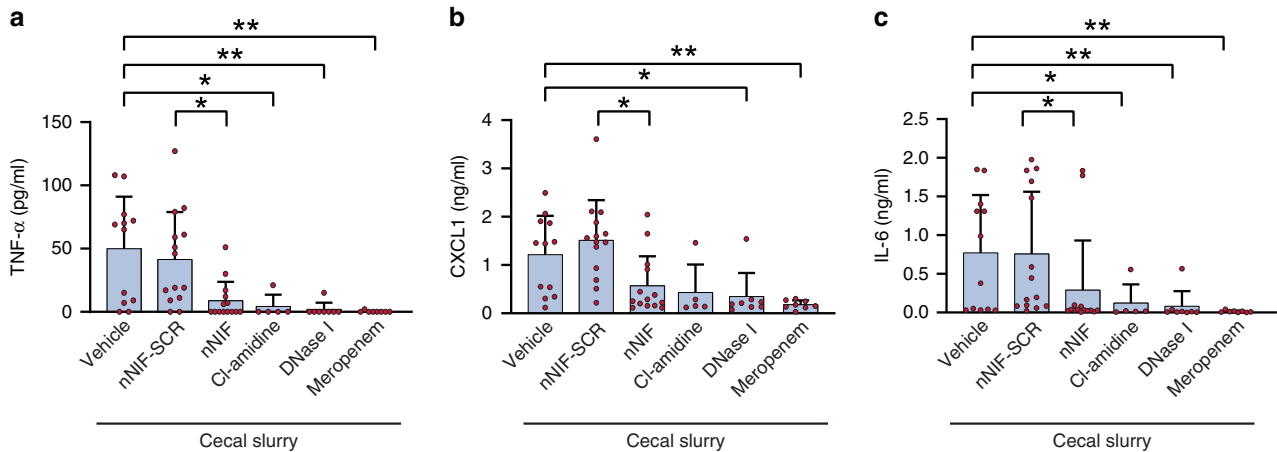 a
**
**
*
*
TNF-α (pg/ml)
150
100
50
0
Vehicle
nNIF-SCR
nNIF
Cl-amidine
DNase I
Meropenem
Cecal slurry
b
**
*
*
CXCL1 (ng/ml)
4
3
2
1
0
Vehicle
nNIF-SCR
nNIF
Cl-amidine
DNase I
Meropenem
Cecal slurry
c
**
**
*
*
IL-6 (ng/ml)
2.5
2.0
1.5
1.0
0.5
0.0
Vehicle
nNIF-SCR
nNIF
Cl-amidine
DNase I
Meropenem
Cecal slurry